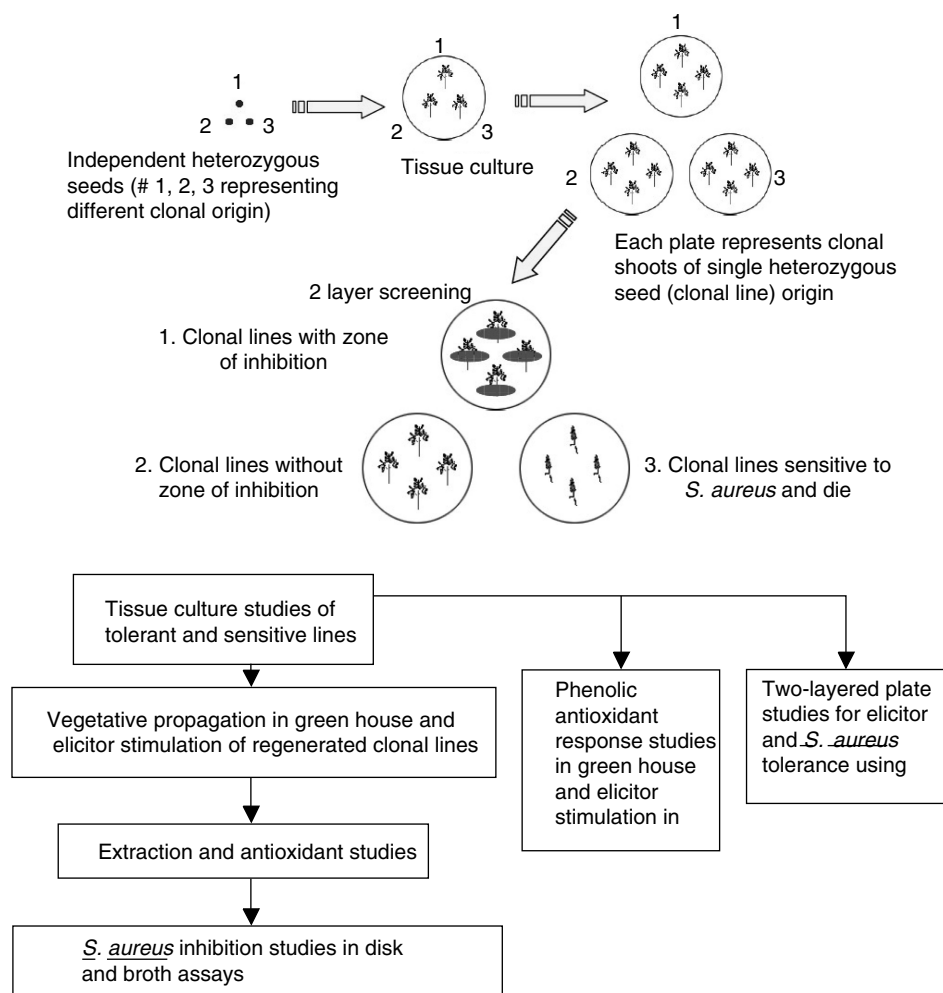 1
2 3
Independent heterozygous
seeds (# 1, 2, 3 representing
different clonal origin)
1
2 3
Tissue culture
1
2 3
Each plate represents clonal
shoots of single heterozygous
seed (clonal line) origin
2 layer screening
1. Clonal lines with zone
of inhibition
2. Clonal lines without
zone of inhibition
3. Clonal lines sensitive to
S. aureus and die
Tissue culture studies of
tolerant and sensitive lines
Vegetative propagation in green house and
elicitor stimulation of regenerated clonal lines
Extraction and antioxidant studies
S. aureus inhibition studies in disk
and broth assays
Phenolic
antioxidant
response studies
in green house
and elicitor
stimulation in
Two-layered plate
studies for elicitor
and S. aureus
tolerance using